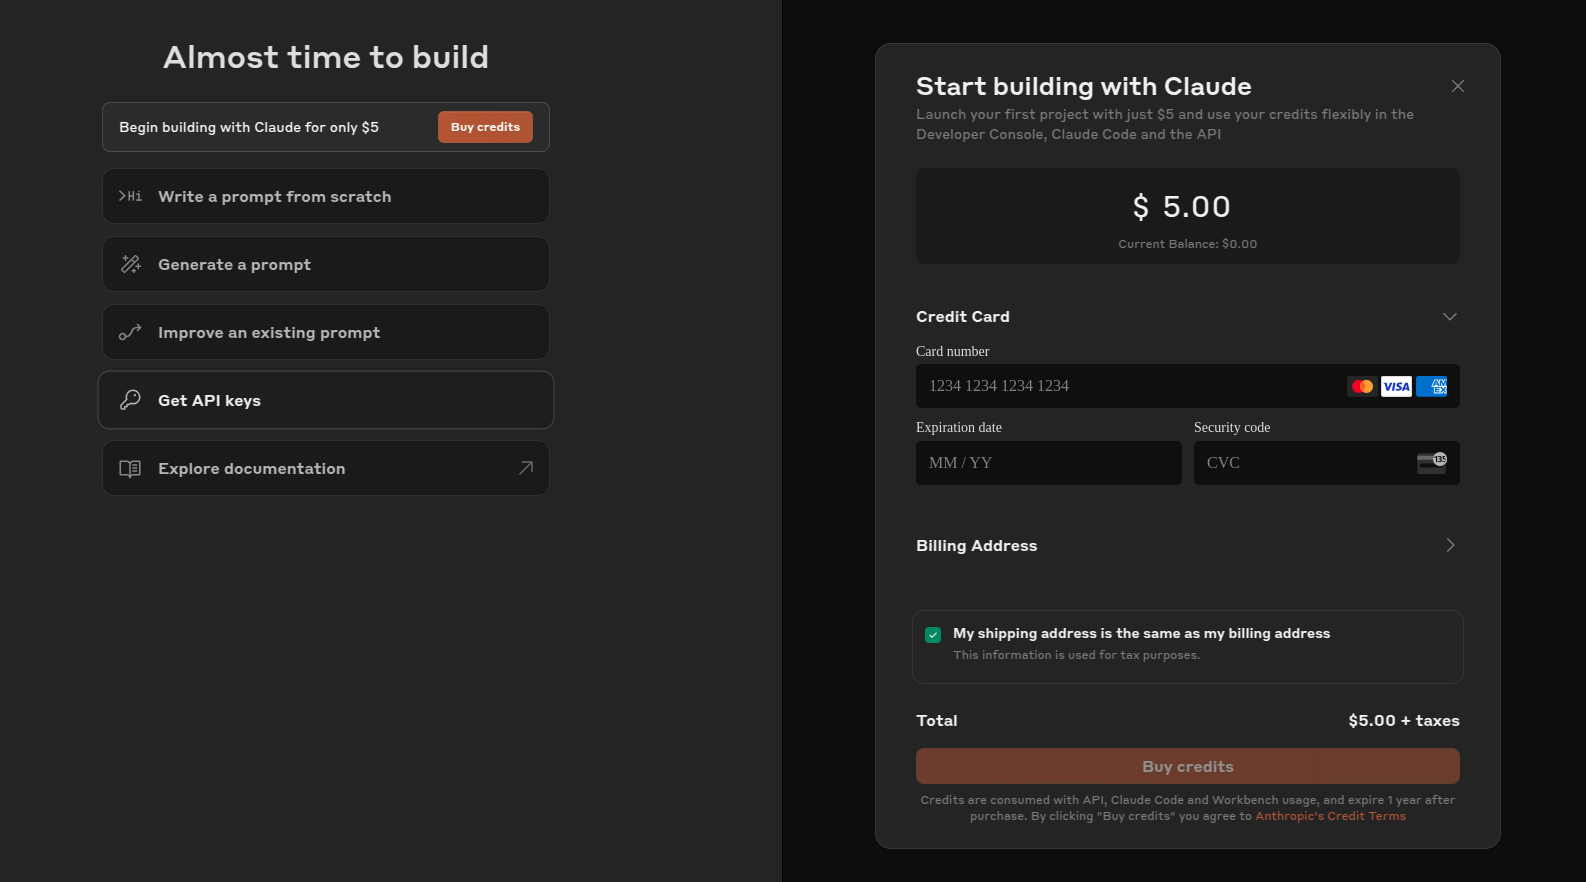 Almost time to build
Begin building with Claude for only $5
Buy credits
>Hi
Write a prompt from scratch
Generate a prompt
Improve an existing prompt
Get API keys
Explore documentation
Start building with Claude
Launch your first project with just $5 and use your credits flexibly in the
Developer Console, Claude Code and the API
$ 5.00
Current Balance: $0.00
Credit Card
Card number
1234 1234 1234 1234
VISA
AM
EX
Expiration date
Security code
MM / YY
CVC
135
Billing Address
My shipping address is the same as my billing address
This information is used for tax purposes.
Total
$5.00 + taxes
Buy credits
Credits are consumed with API, Claude Code and Workbench usage, and expire 1 year after
purchase. By clicking "Buy credits" you agree to Anthropic's Credit Terms